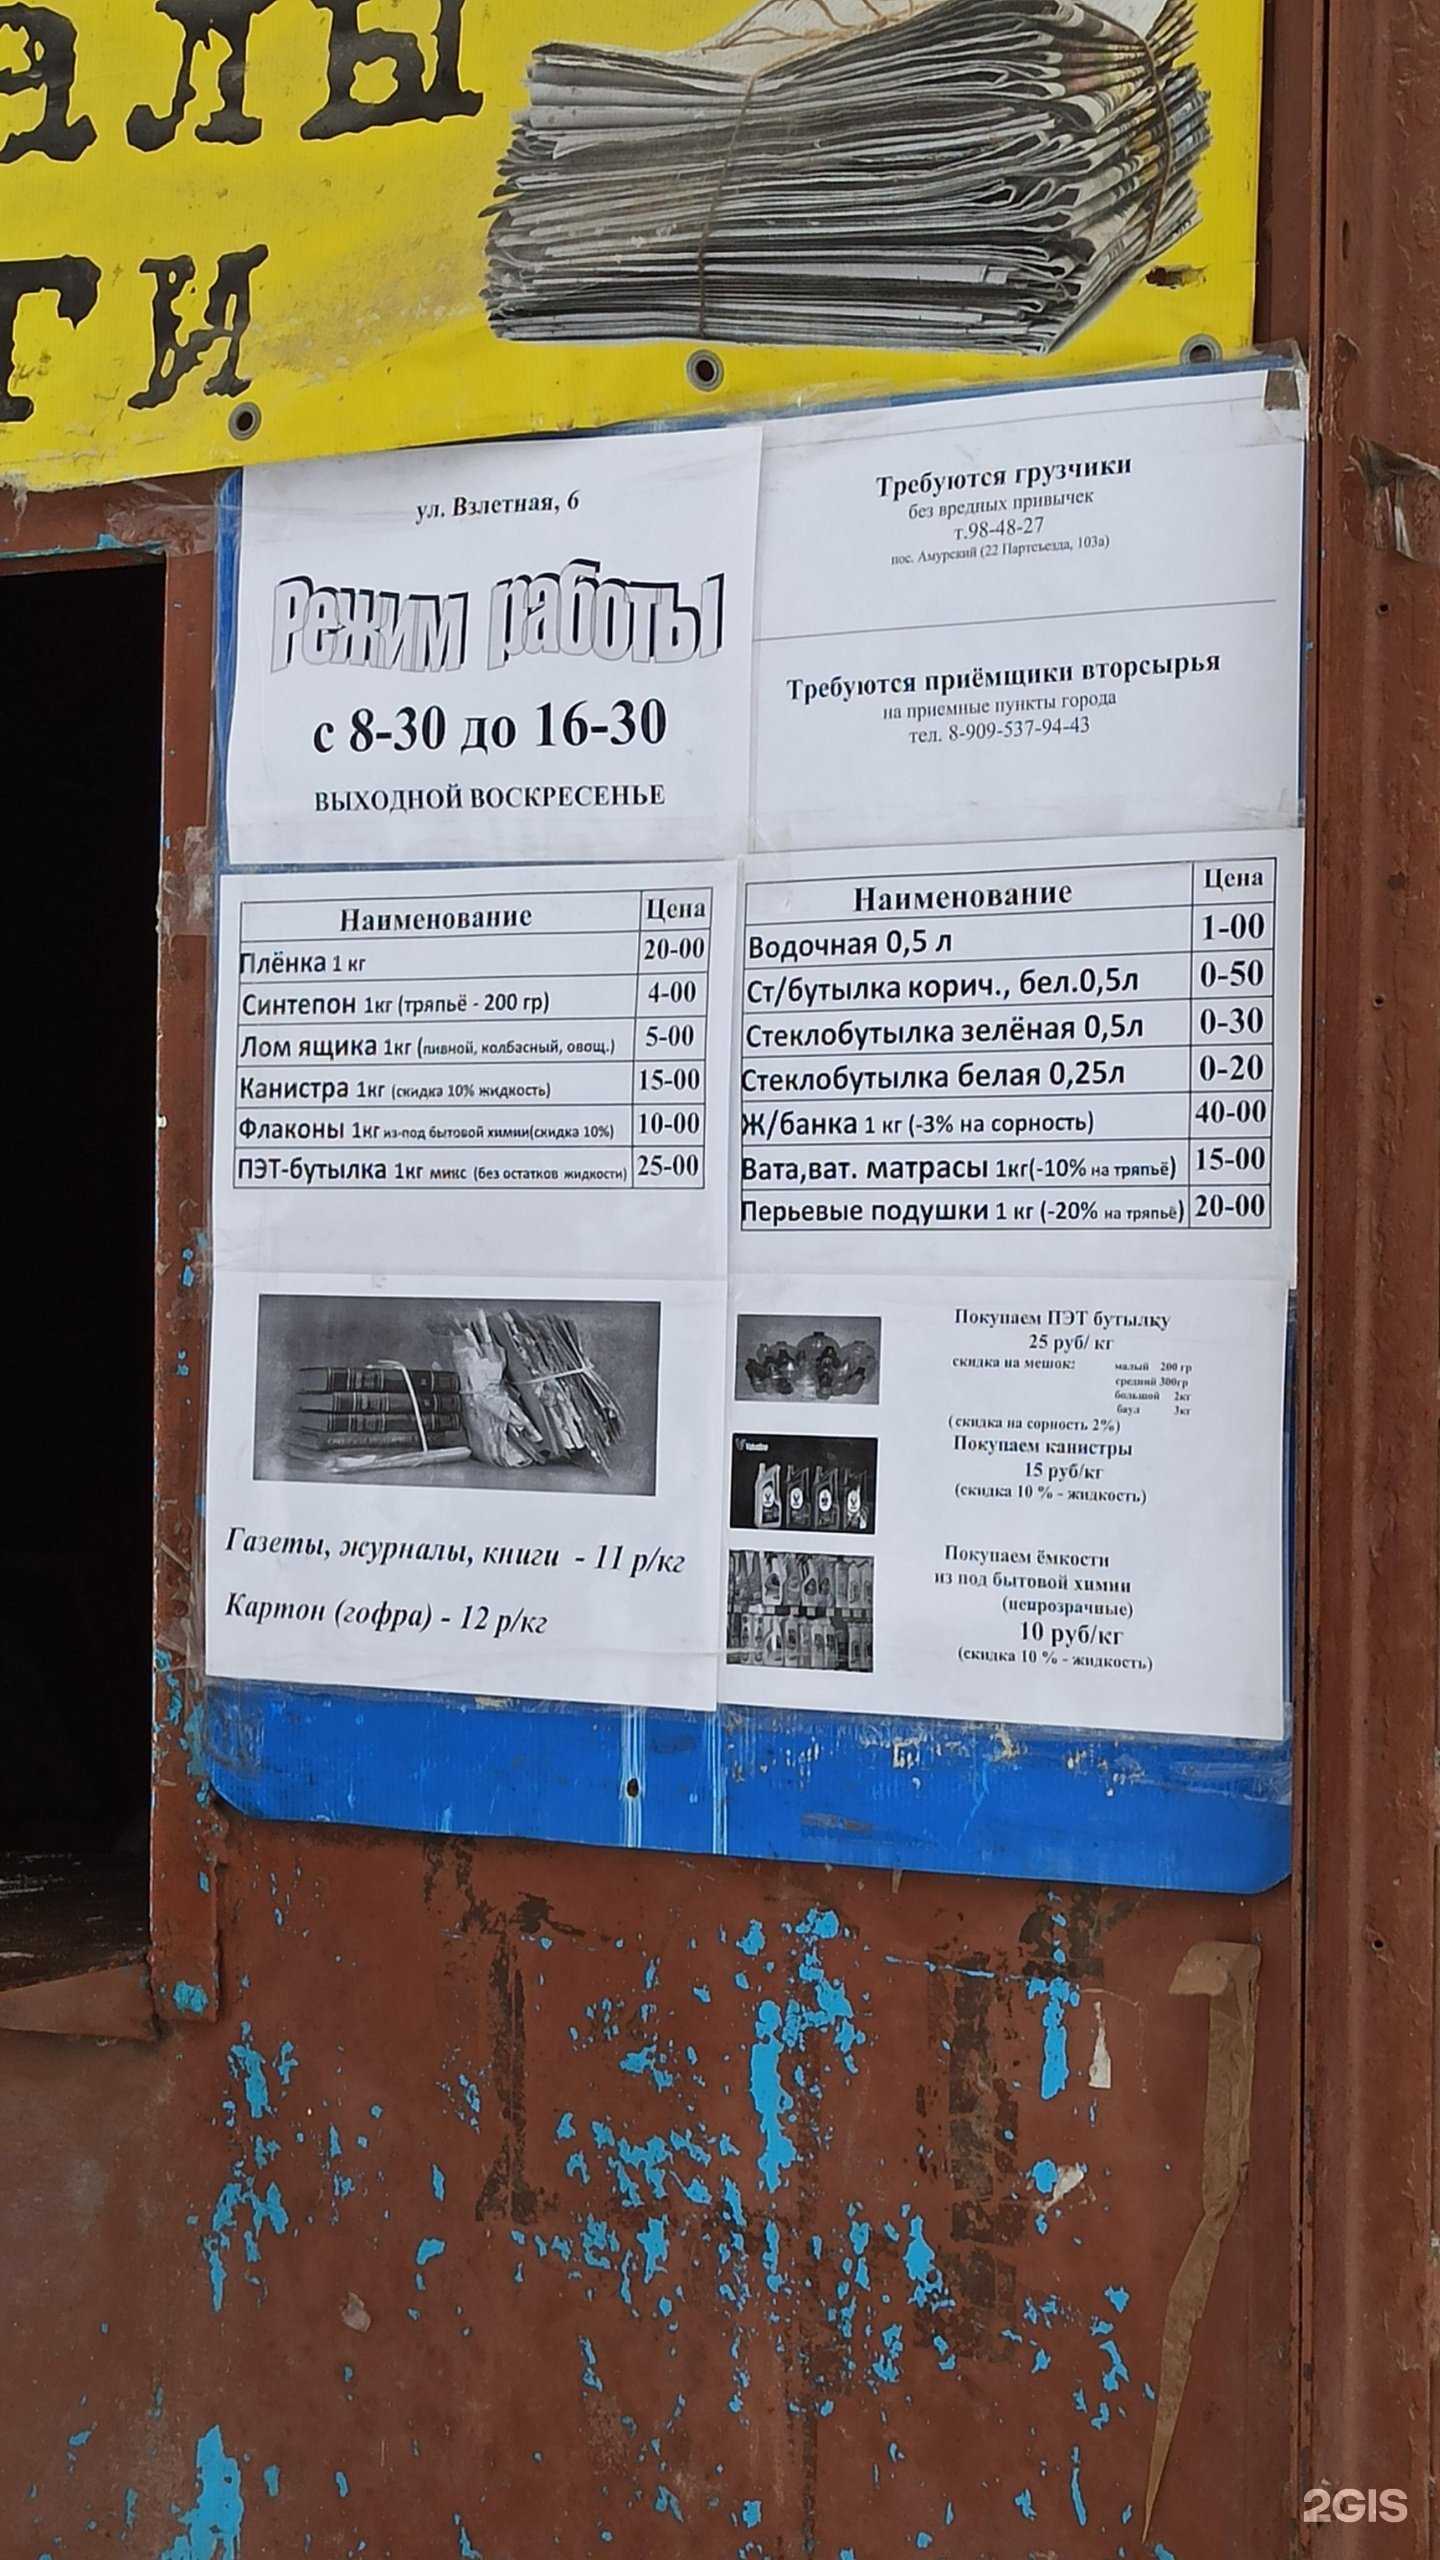 АЛЫ
ГИ
ул. Взлетная, 6
Режим работы
с 8-30 до 16-30
ВЫХОДНОЙ ВОСКРЕСЕНЬЕ
Требуются грузчики
без вредных привычек
т.98-48-27
пос. Амурский (22 Партсъезда, 103а)
Требуются приёмщики вторсырья
на приемные пункты города
тел. 8-909-537-94-43
Наименование Цена
Плёнка 1 кг 20-00
Синтепон 1кг (тряпьё - 200 гр) 4-00
Лом ящика 1кг (пивной, колбасный, овощ.) 5-00
Канистра 1кг (скидка 10% жидкость) 15-00
Флаконы 1кг из-под бытовой химии(скидка 10%) 10-00
ПЭТ-бутылка 1кг микс (без остатков жидкости) 25-00
Наименование Цена
Водочная 0,5 л 1-00
Ст/бутылка корич., бел.0,5л 0-50
Стеклобутылка зелёная 0,5л 0-30
Стеклобутылка белая 0,25л 0-20
Ж/банка 1 кг (-3% на сорность) 40-00
Вата,ват. матрасы 1кг(-10% на тряпьё) 15-00
Перьевые подушки 1 кг (-20% на тряпьё) 20-00
Газеты, журналы, книги - 11 р/кг
Картон (гофра) - 12 р/кг
Покупаем ПЭТ бутылку
25 руб/ кг
скидка на мешок: малый 200 гр
средний 300гр
большой 2кг
баул 3кг
(скидка на сорность 2%)
Покупаем канистры
15 руб/кг
(скидка 10 % - жидкость)
Valvoline
Покупаем ёмкости
из под бытовой химии
(непрозрачные)
10 руб/кг
(скидка 10 % - жидкость)
2GIS